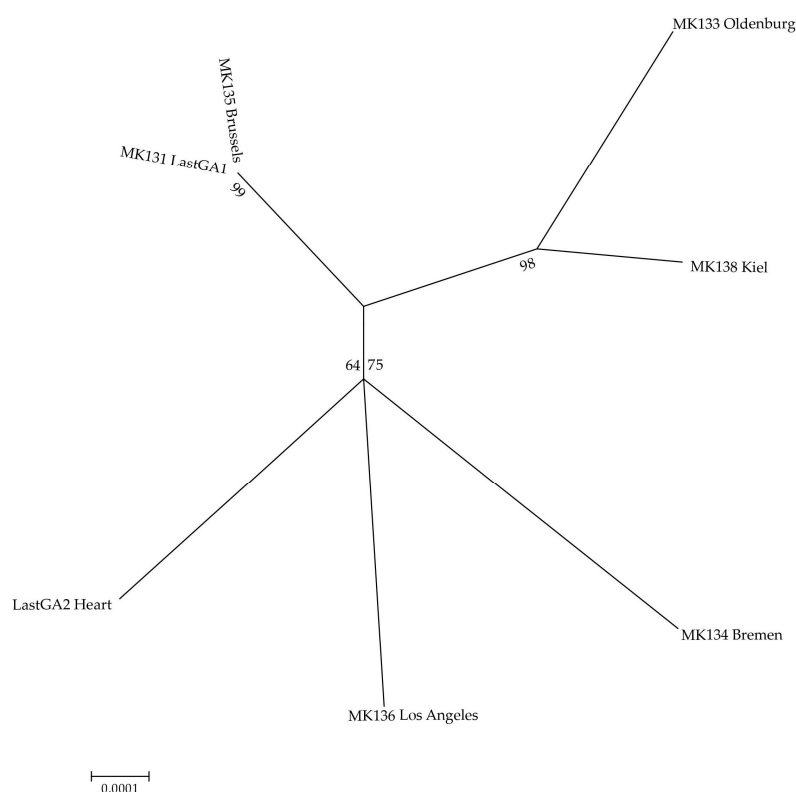 MK133 Oldenburg
MK135 Brussels
MK131 LastGA1
99
98
MK138 Kiel
64 75
LastGA2 Heart
MK134 Bremen
MK136 Los Angeles
0.0001